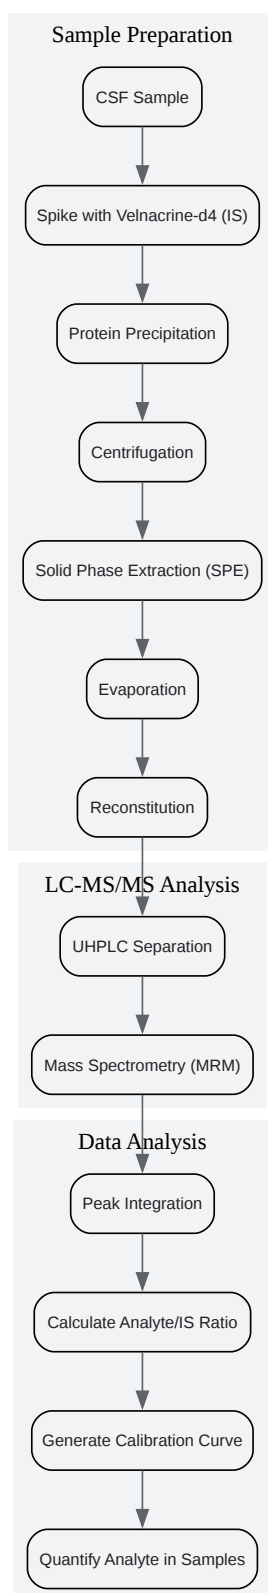 Sample Preparation
CSF Sample
Spike with Velnacrine-d4 (IS)
Protein Precipitation
Centrifugation
Solid Phase Extraction (SPE)
Evaporation
Reconstitution
LC-MS/MS Analysis
UHPLC Separation
Mass Spectrometry (MRM)
Data Analysis
Peak Integration
Calculate Analyte/IS Ratio
Generate Calibration Curve
Quantify Analyte in Samples